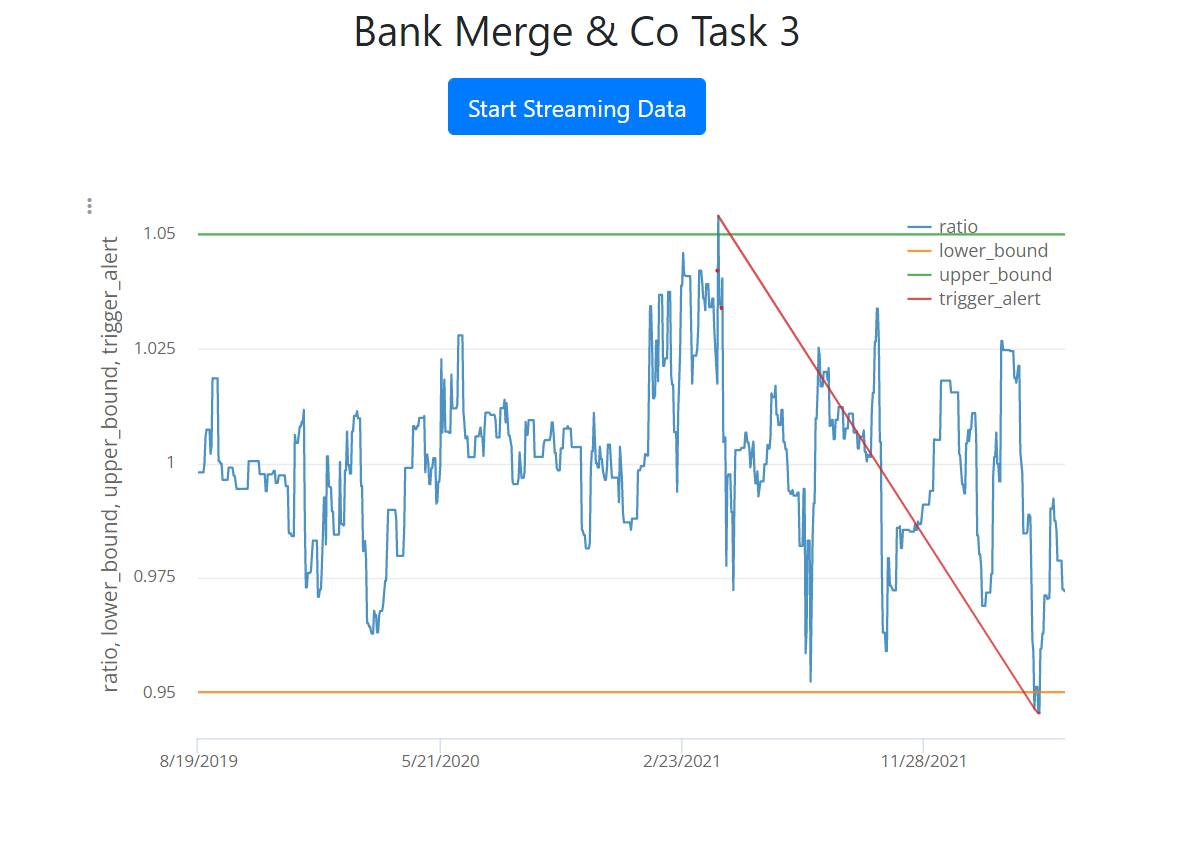 Bank Merge & Co Task 3
Start Streaming Data
ratio, lower_bound, upper_bound, trigger_alert
1.05
1.025
1
0.975
0.95
ratio
lower_bound
upper_bound
trigger_alert
8/19/2019
5/21/2020
2/23/2021
11/28/2021